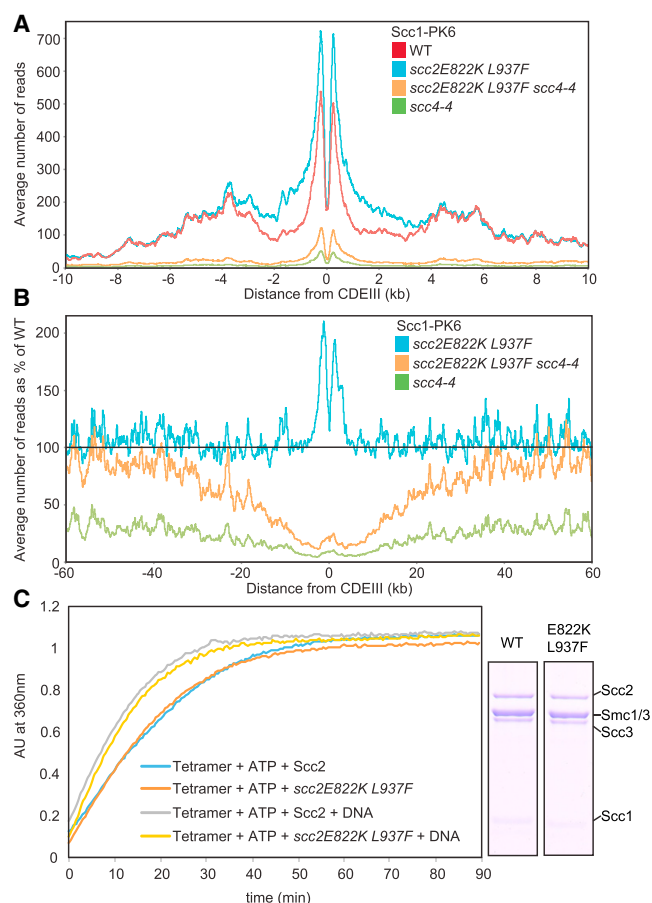 A
Scc1-PK6
WT
scc2E822K L937F
scc2E822K L937F scc4-4
scc4-4
Average number of reads
700
600
500
400
300
200
100
0
-10 -8 -6 -4 -2 0 2 4 6 8 10
Distance from CDEIII (kb)
B
Scc1-PK6
scc2E822K L937F
scc2E822K L937F scc4-4
scc4-4
Average number of reads as % of WT
200
150
100
50
0
-60 -40 -20 0 20 40 60
Distance from CDEIII (kb)
C
AU at 360nm
1.2
1
0.8
0.6
0.4
0.2
0
Tetramer + ATP + Scc2
Tetramer + ATP + scc2E822K L937F
Tetramer + ATP + Scc2 + DNA
Tetramer + ATP + scc2E822K L937F + DNA
0 10 20 30 40 50 60 70 80 90
time (min)
WT
E822K
L937F
Scc2
Smc1/3
Scc3
Scc1